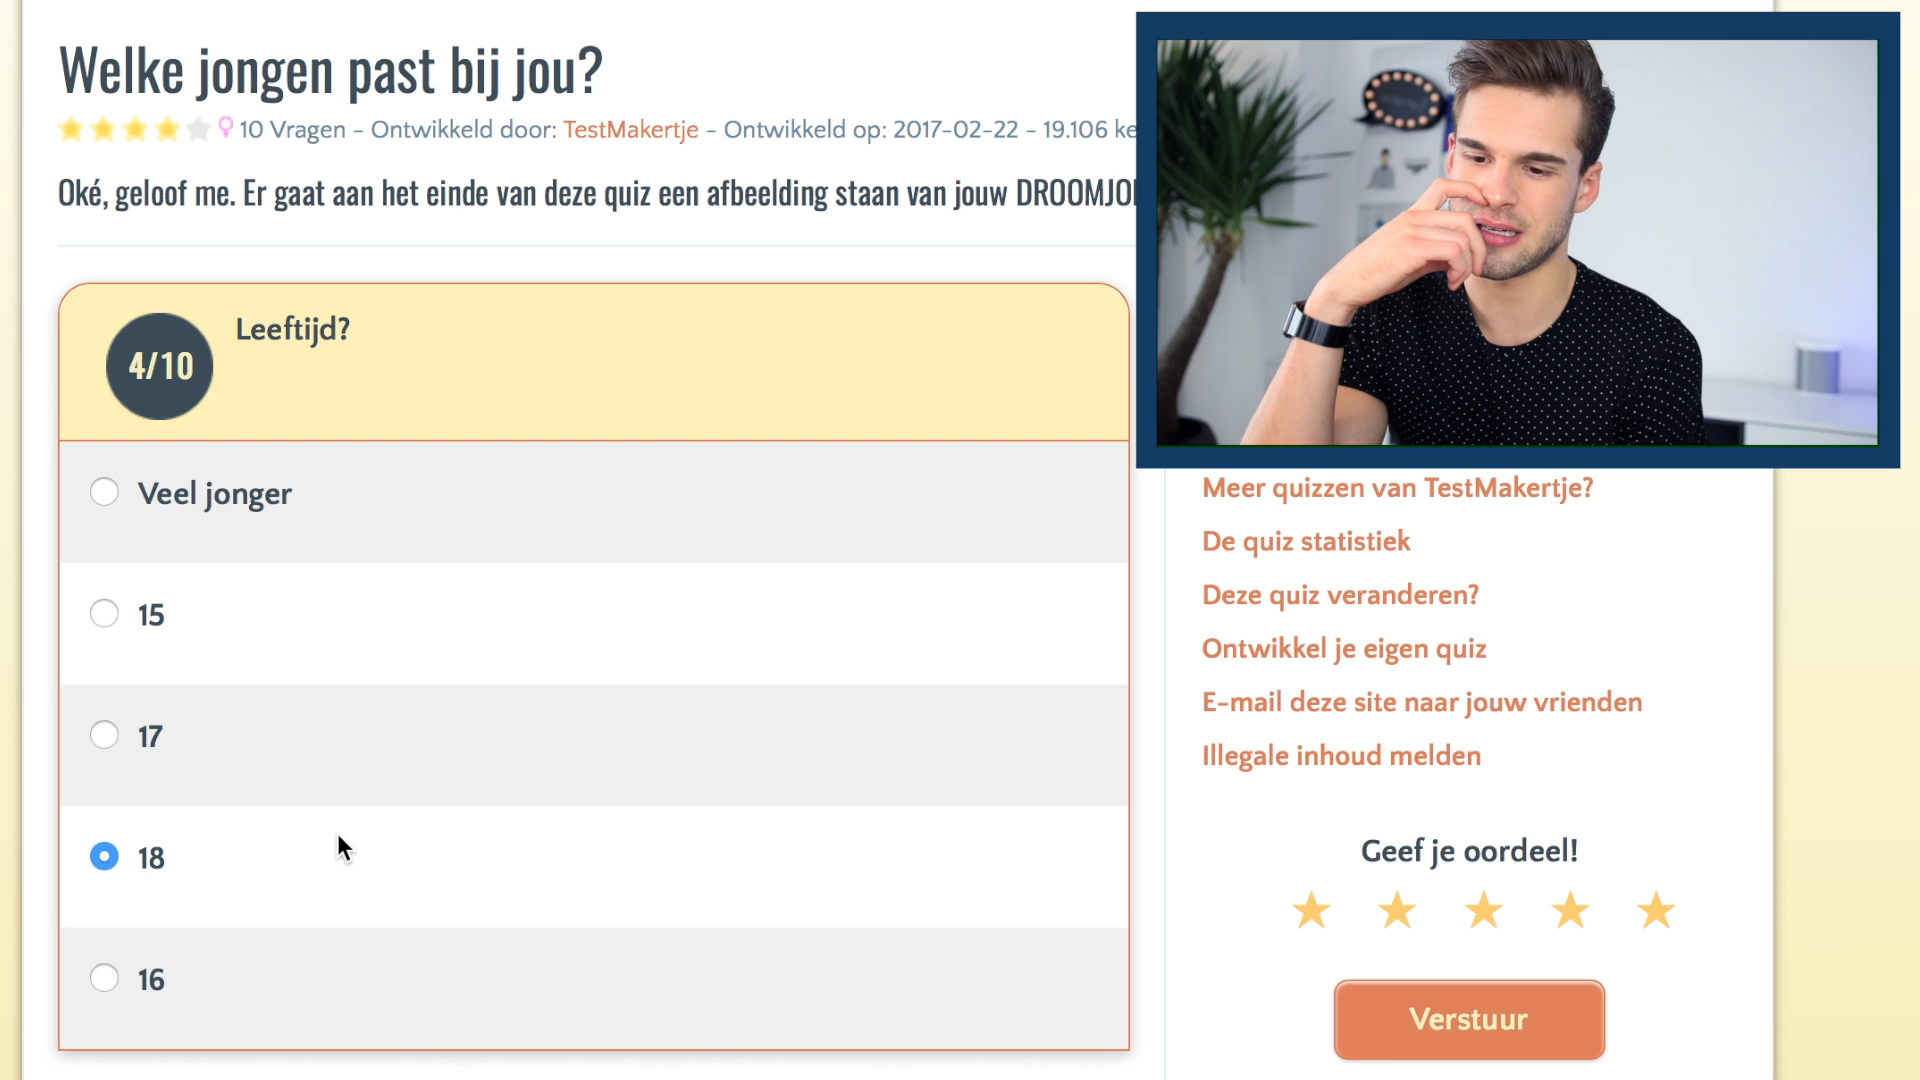 Welke jongen past bij jou?
10 Vragen - Ontwikkeld door: TestMakertje - Ontwikkeld op: 2017-02-22 - 19.106 ke
Oké, geloof me. Er gaat aan het einde van deze quiz een afbeelding staan van jouw
4/10
Leeftijd?
Veel jonger
15
17
18
16
Meer quizzen van TestMakertje?
De quiz statistiek
Deze quiz veranderen?
Ontwikkel je eigen quiz
E-mail deze site naar jouw vrienden
Illegale inhoud melden
Geef je oordeel!
Verstuur